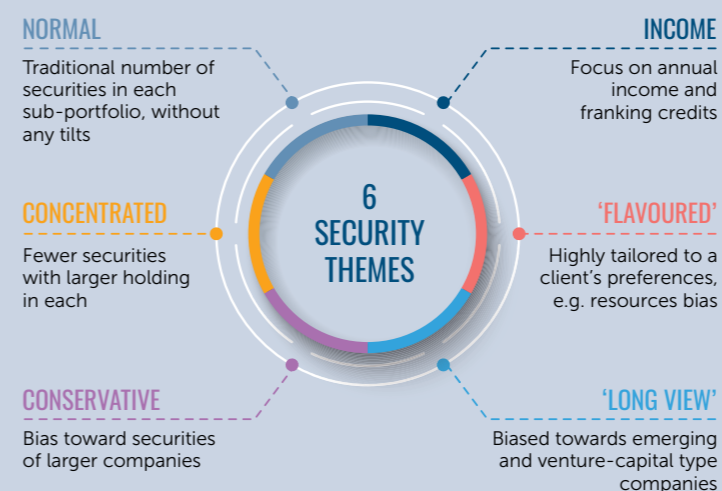 NORMAL
Traditional number of
securities in each
sub-portfolio, without
any tilts
INCOME
Focus on annual
income and
franking credits
CONCENTRATED
Fewer securities
with larger holding
in each
6
SECURITY
THEMES
‘FLAVOURED’
Highly tailored to a
client’s preferences,
e.g. resources bias
CONSERVATIVE
Bias toward securities
of larger companies
‘LONG VIEW’
Biased towards emerging
and venture-capital type
companies